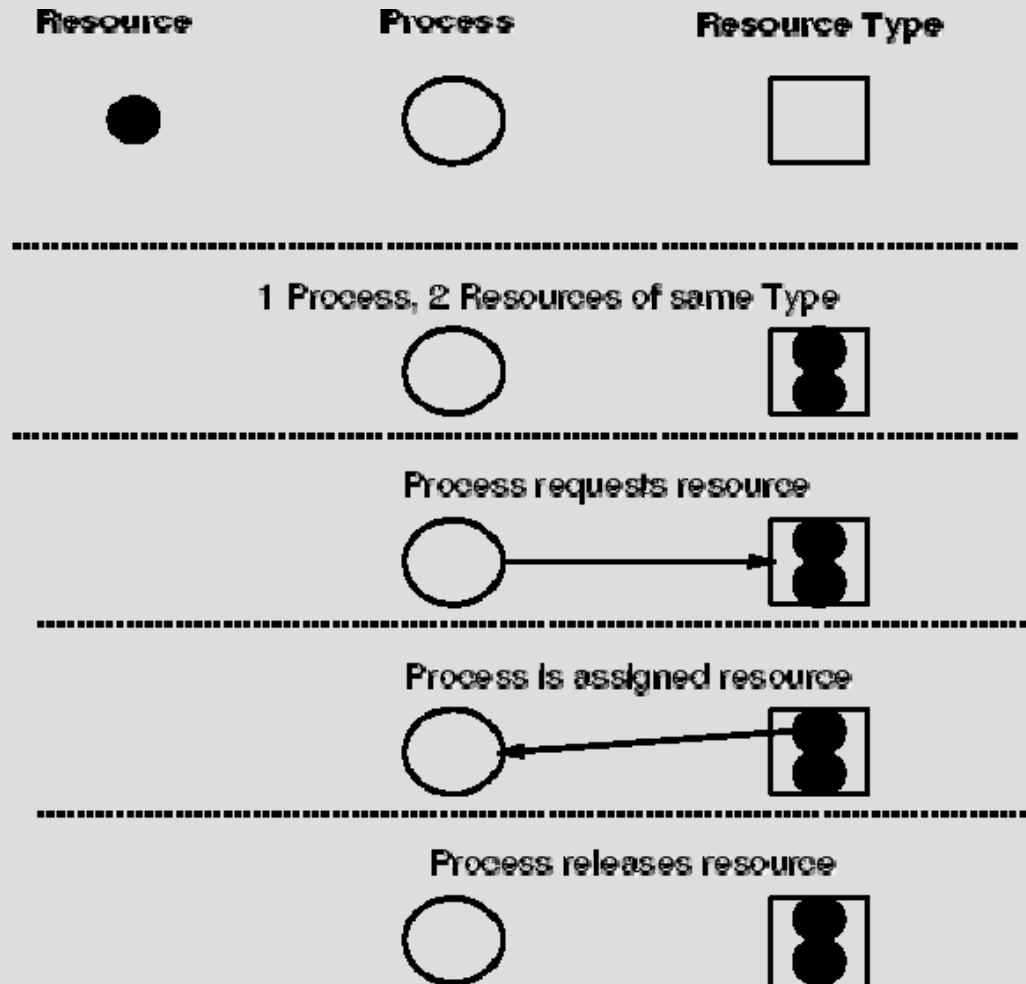 Resource Process Resource Type
1 Process, 2 Resources of same Type
Process requests resource
Process is assigned resource
Process releases resource